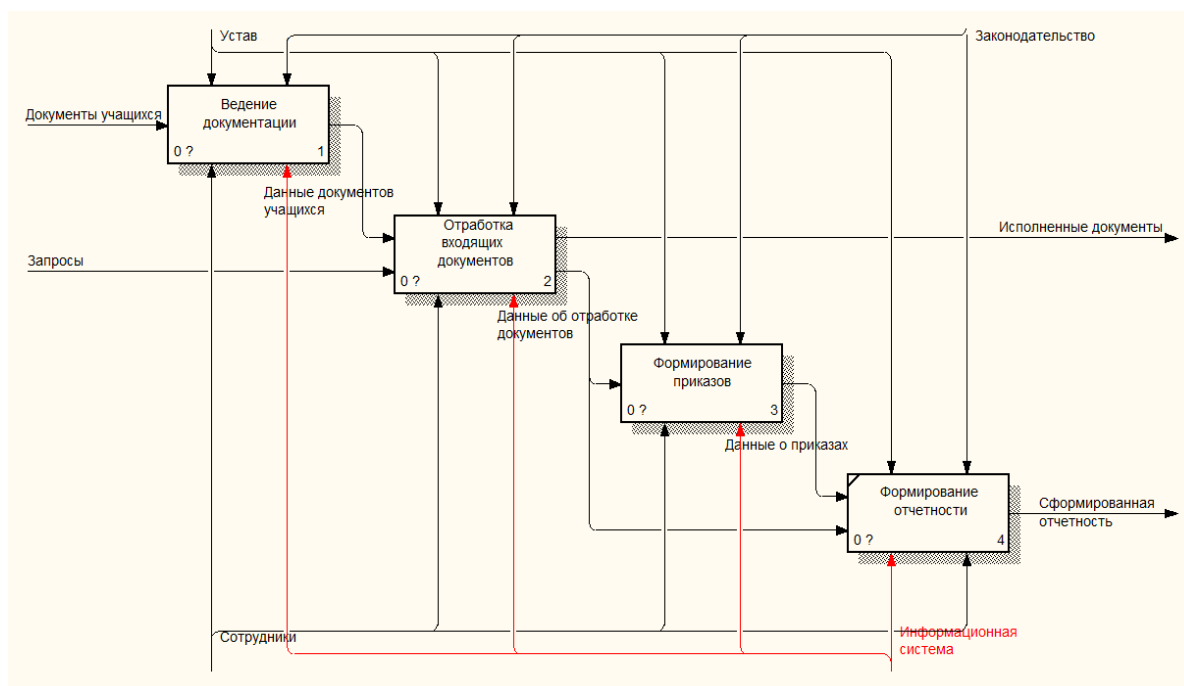 Устав
Законодательство
Ведение
документации
Документы учащихся
0 ?
1
Данные документов
учащихся
Отработка
входящих
документов
0 ?
2
Исполненные документы
Запросы
Данные об отработке
документов
Формирование
приказов
0 ?
3
Данные о приказах
Формирование
отчетности
0 ?
4
Сформированная
отчетность
Сотрудники
Информационная
система